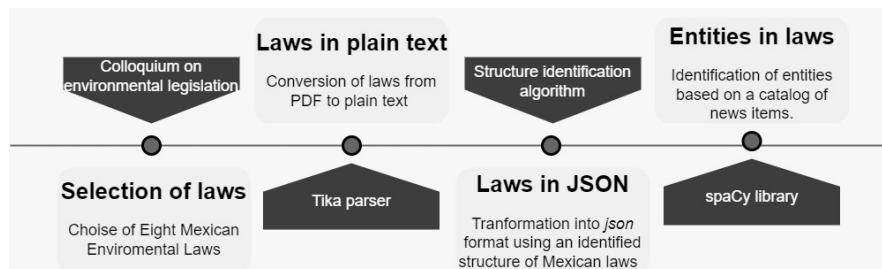 Colloquium on
environmental legislation
Selection of laws
Choise of Eight Mexican
Enviromental Laws
Laws in plain text
Conversion of laws from
PDF to plain text
Tika parser
Structure identification
algorithm
Laws in JSON
Tranformation into json
format using an identified
structure of Mexican laws
Entities in laws
Identification of entities
based on a catalog of
news items.
spaCy library